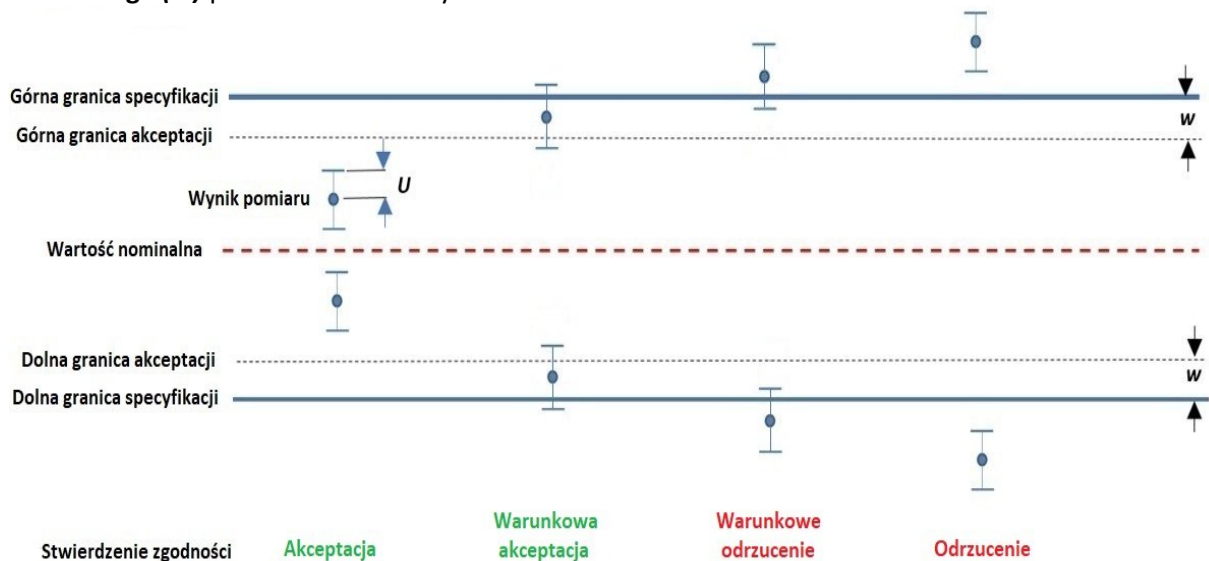 Górna granica specyfikacji
w
Górna granica akceptacji
U
Wynik pomiaru
Wartość nominalna
Dolna granica akceptacji
w
Dolna granica specyfikacji
Stwierdzenie zgodności
Akceptacja
Warunkowa
akceptacja
Warunkowe
odrzucenie
Odrzucenie